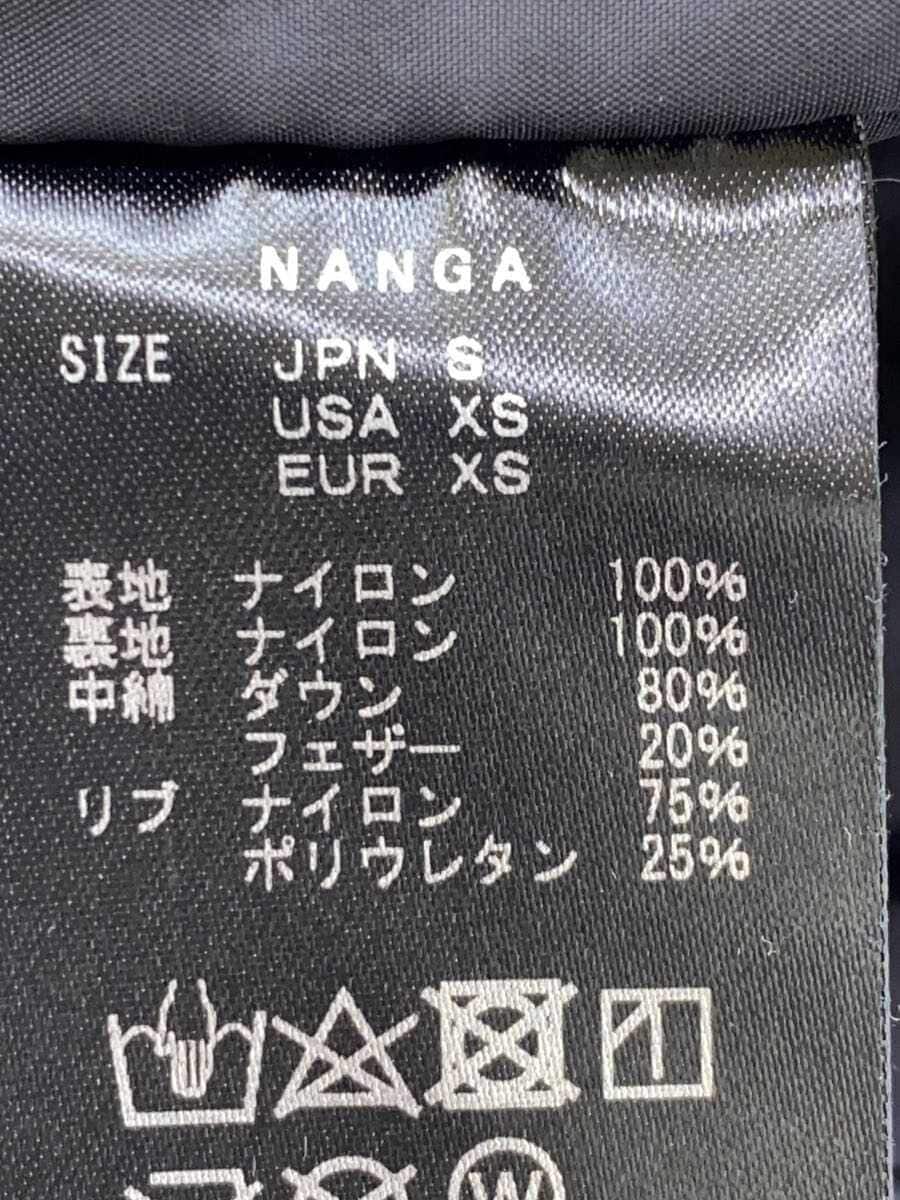 NANGA
SIZE JPN S
USA XS
EUR XS
表地 ナイロン 100%
裏地 ナイロン 100%
中綿 ダウン 80%
フェザー 20%
リブ ナイロン 75%
ポリウレタン 25%
W